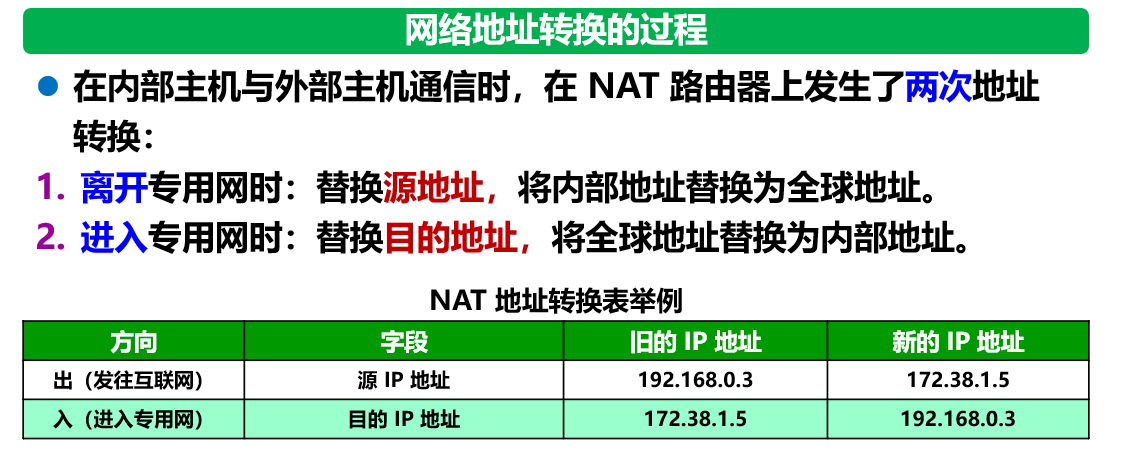 网络地址转换的过程
在内部主机与外部主机通信时，在 NAT 路由器上发生了两次地址
转换：
1. 离开专用网时：替换源地址，将内部地址替换为全球地址。
2. 进入专用网时：替换目的地址，将全球地址替换为内部地址。
NAT 地址转换表举例
方向 字段 旧的 IP 地址 新的 IP 地址
出（发往互联网） 源 IP 地址 192.168.0.3 172.38.1.5
入（进入专用网） 目的 IP 地址 172.38.1.5 192.168.0.3